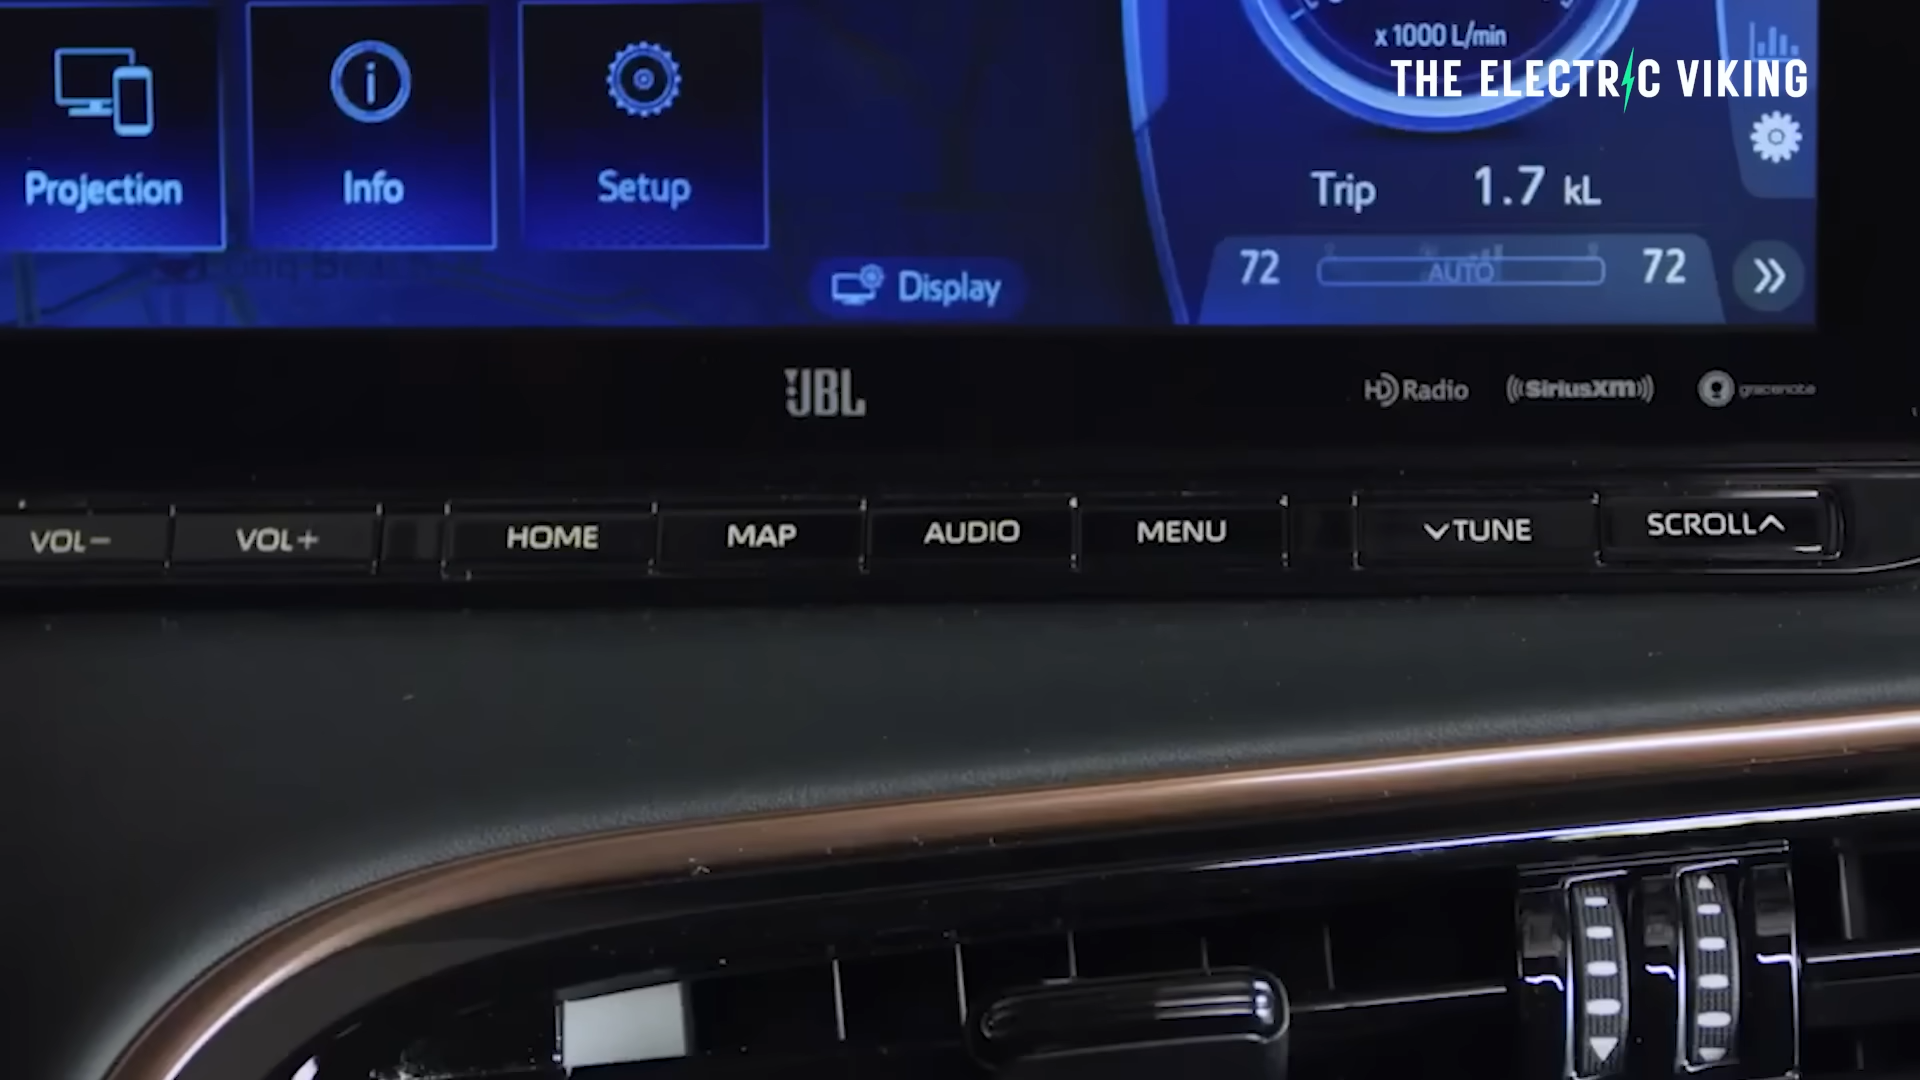 x 1000 L/min
THE ELECTRIC VIKING
Projection
Info
Setup
Trip 1.7 kL
Display
72 AUTO 72
JBL
HD Radio
SiriusXM
gracenote
VOL−
VOL+
HOME
MAP
AUDIO
MENU
TUNE
SCROLL